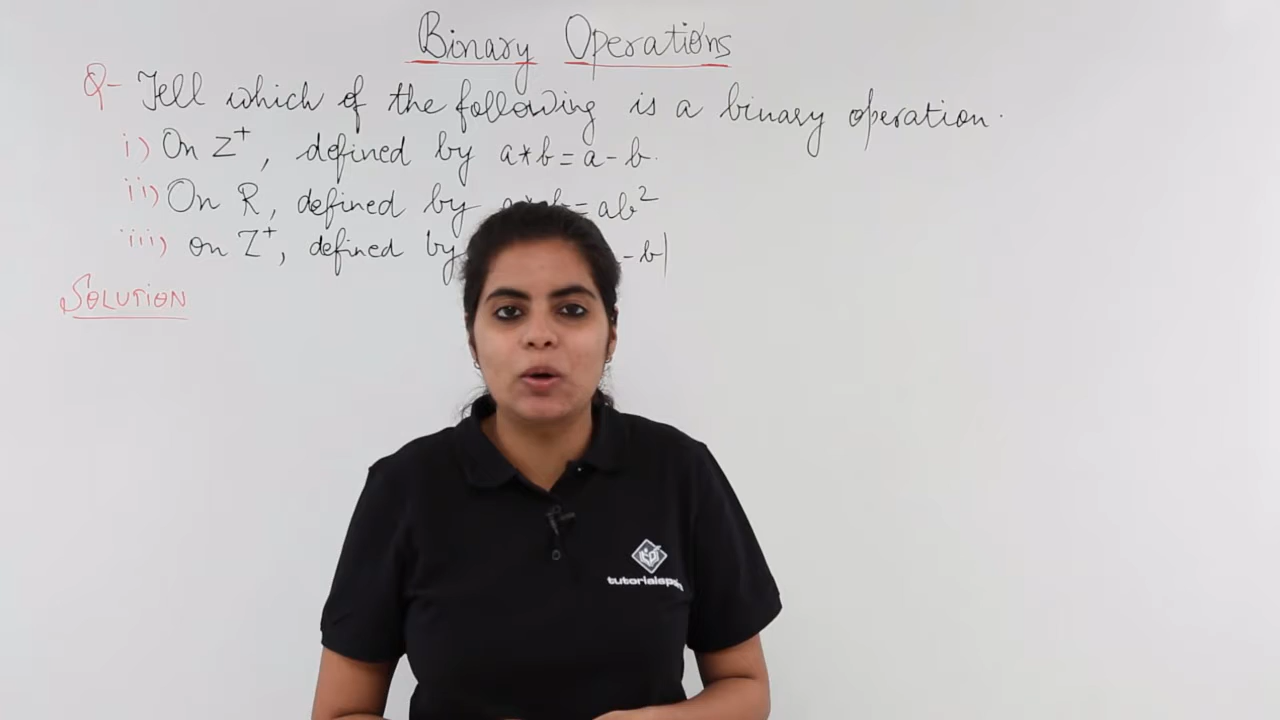 Binary Operations
Q- Tell which of the following is a binary operation.
i) On Z⁺, defined by a*b=a-b.
ii) On R, defined by =ab²
iii) on Z⁺, defined by -b|
SOLUTION
tutorialspoint